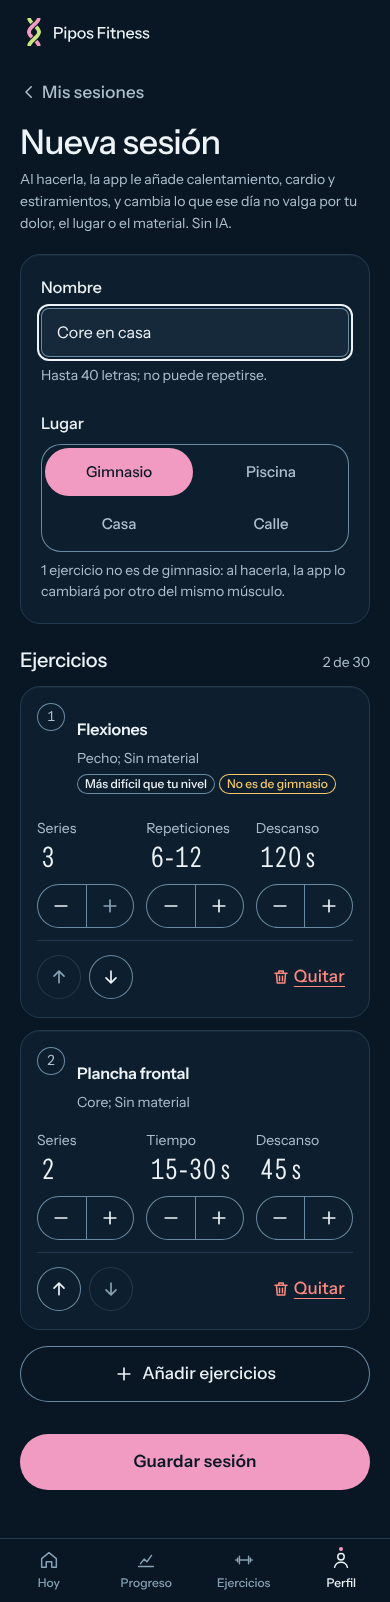 Pipos Fitness
Mis sesiones
Nueva sesión
Al hacerla, la app le añade calentamiento, cardio y
estiramientos, y cambia lo que ese día no valga por tu
dolor, el lugar o el material. Sin IA.
Nombre
Core en casa
Hasta 40 letras; no puede repetirse.
Lugar
Gimnasio Piscina
Casa Calle
1 ejercicio no es de gimnasio: al hacerla, la app lo
cambiará por otro del mismo músculo.
Ejercicios 2 de 30
1 Flexiones
Pecho; Sin material
Más difícil que tu nivel No es de gimnasio
Series Repeticiones Descanso
3 6-12 120 s
− + − + − +
↑ ↓ Quitar
2 Plancha frontal
Core; Sin material
Series Tiempo Descanso
2 15-30 s 45 s
− + − + − +
↑ ↓ Quitar
+ Añadir ejercicios
Guardar sesión
Hoy Progreso Ejercicios Perfil